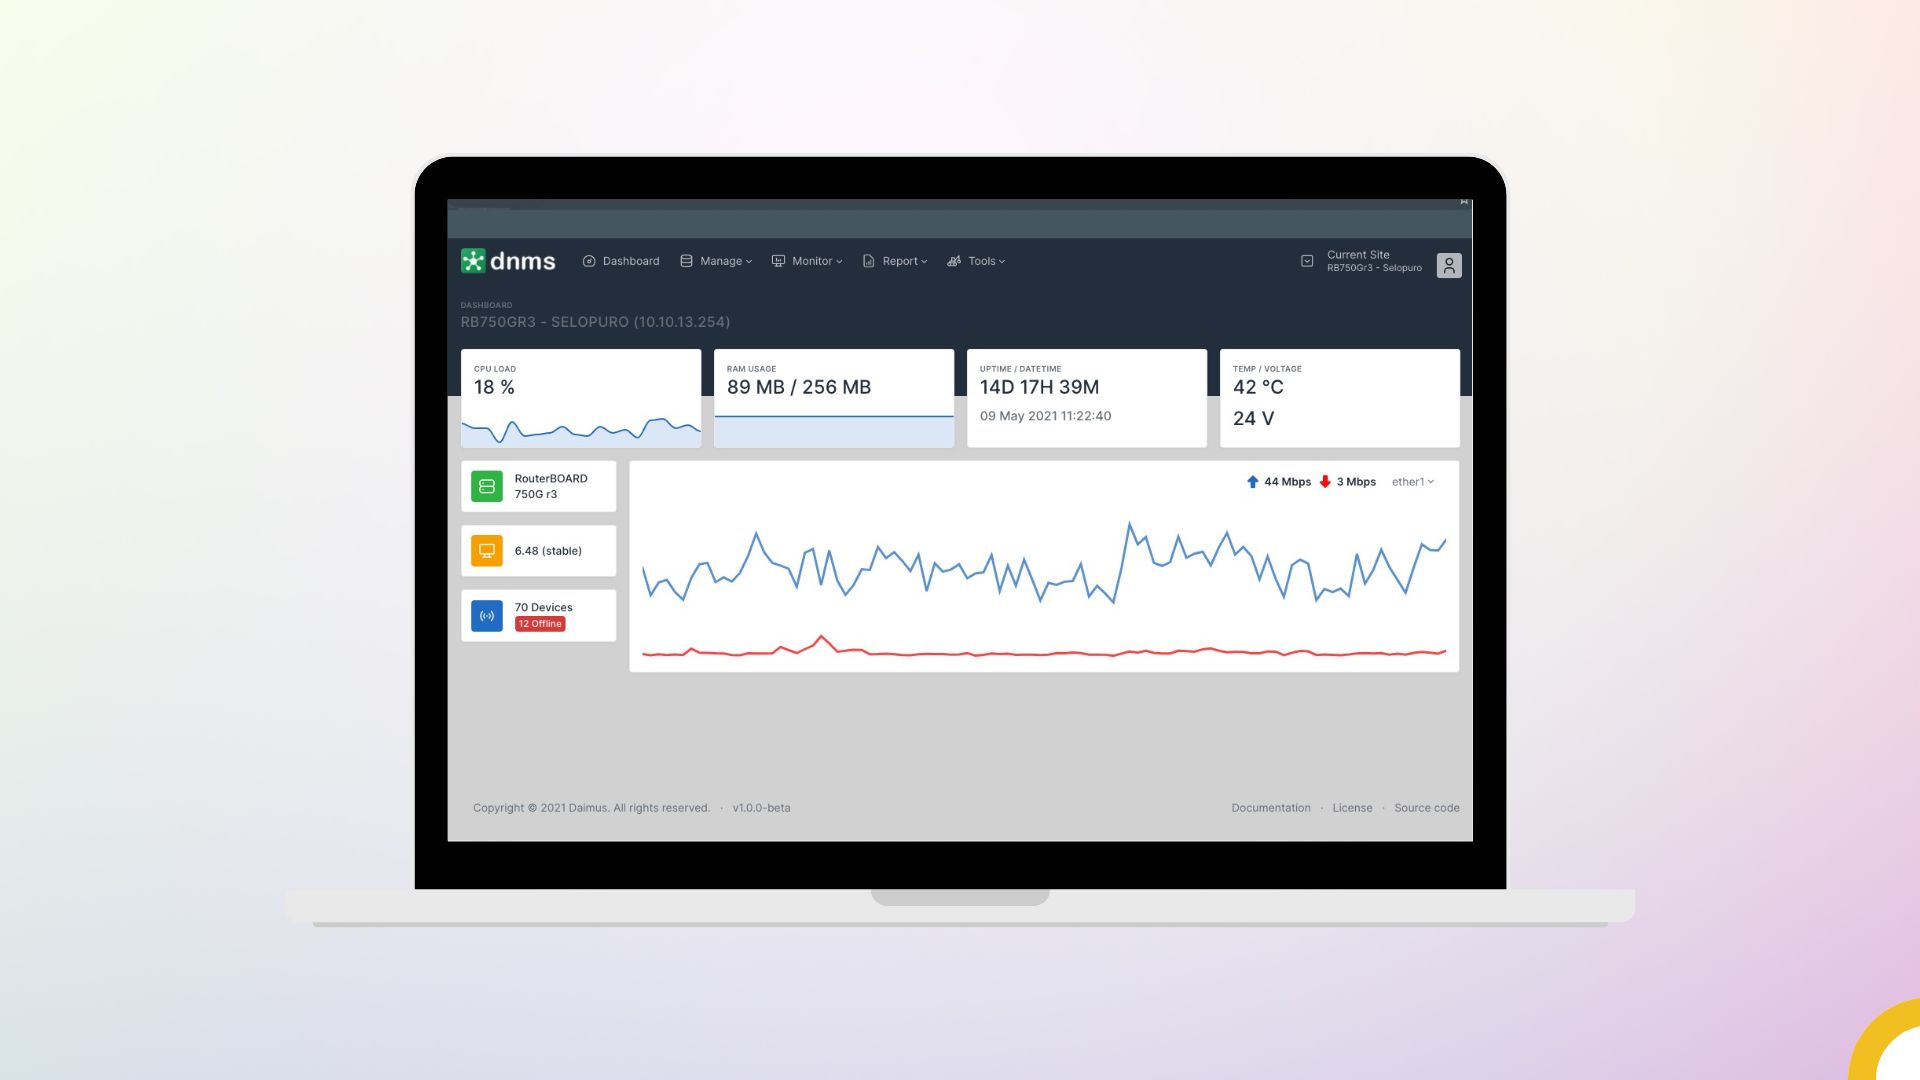 dnms
Dashboard
Manage
Monitor
Report
Tools
Current Site
RB750Gr3 - Selopuro
DASHBOARD
RB750GR3 - SELOPURO (10.10.13.254)
CPU LOAD
18 %
RAM USAGE
89 MB / 256 MB
UPTIME / DATETIME
14D 17H 39M
09 May 2021 11:22:40
TEMP / VOLTAGE
42 °C
24 V
RouterBOARD
750G r3
6.48 (stable)
70 Devices
12 Offline
44 Mbps
3 Mbps
ether1
Copyright © 2021 Daimus. All rights reserved. · v1.0.0-beta
Documentation · License · Source code